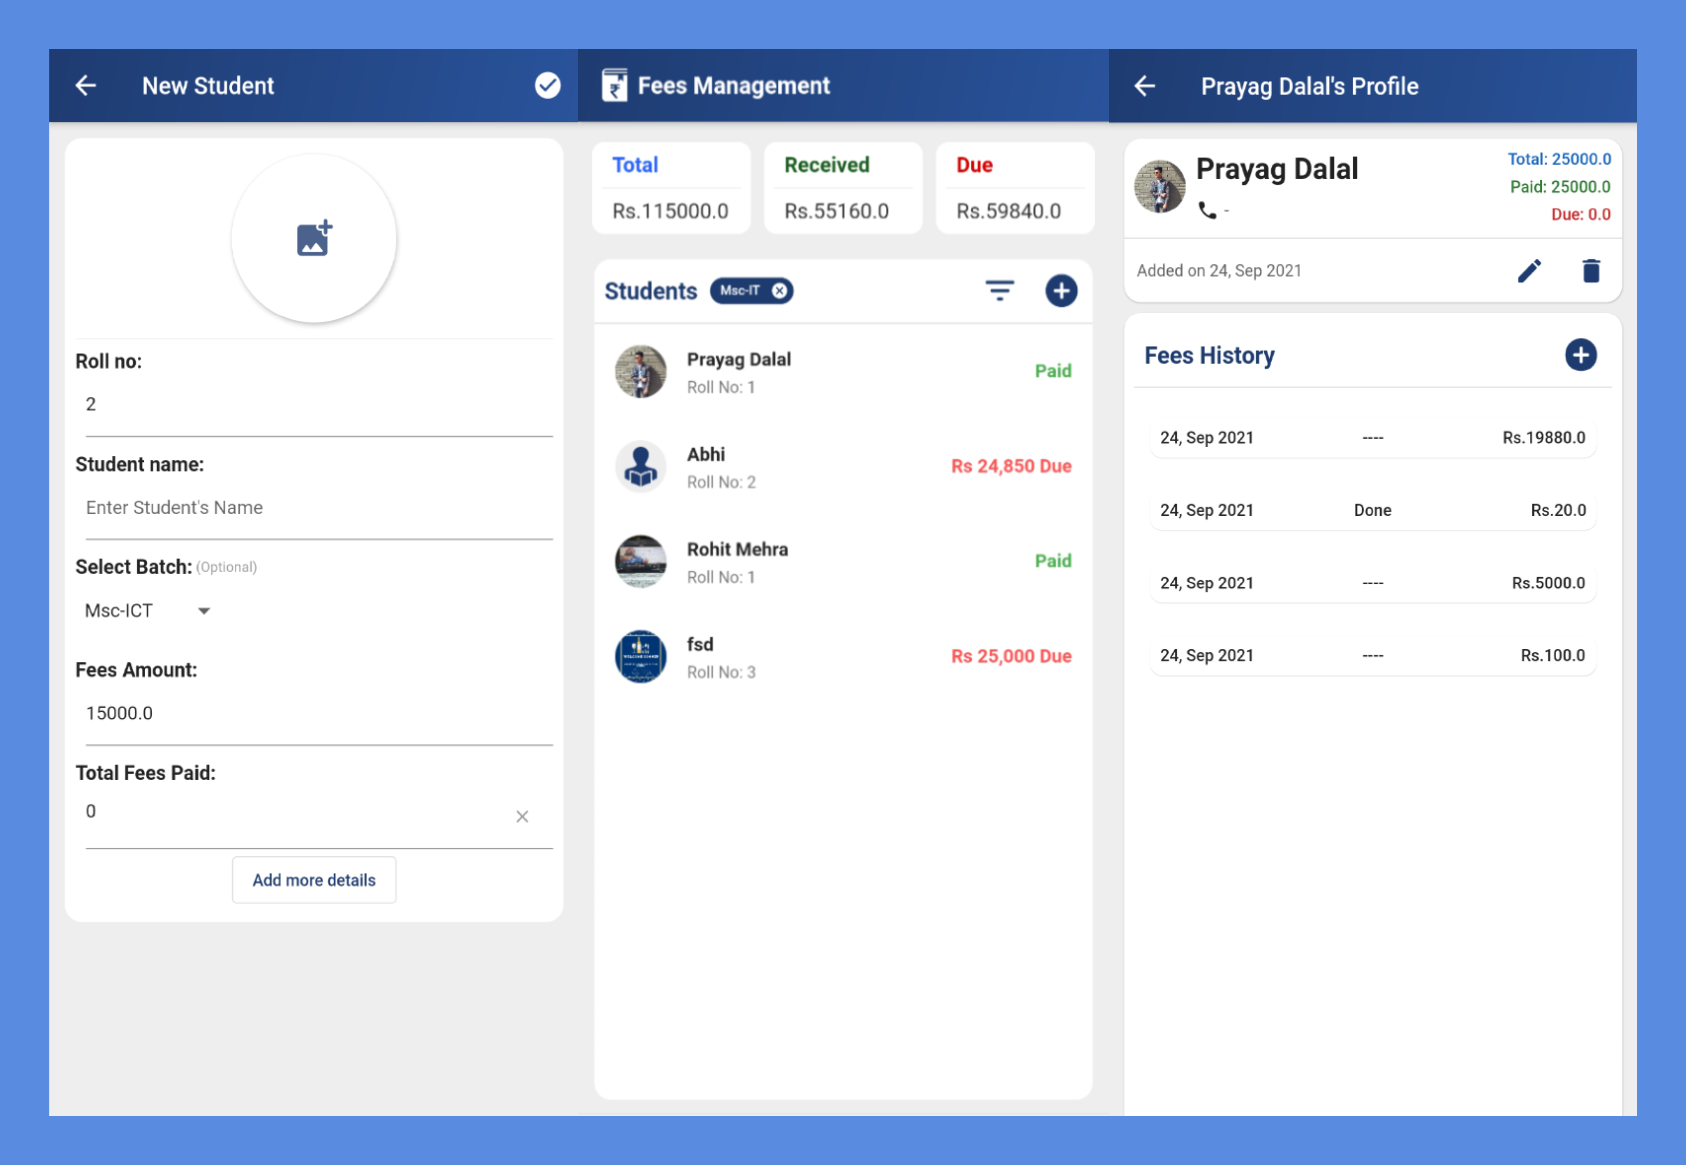 New Student
Roll no:
2
Student name:
Enter Student's Name
Select Batch: (Optional)
Msc-ICT
Fees Amount:
15000.0
Total Fees Paid:
0
Add more details
Fees Management
Total
Rs.115000.0
Received
Rs.55160.0
Due
Rs.59840.0
Students Msc-IT
Prayag Dalal
Roll No: 1
Paid
Abhi
Roll No: 2
Rs 24,850 Due
Rohit Mehra
Roll No: 1
Paid
fsd
Roll No: 3
Rs 25,000 Due
Prayag Dalal's Profile
Prayag Dalal
-
Total: 25000.0
Paid: 25000.0
Due: 0.0
Added on 24, Sep 2021
Fees History
24, Sep 2021 ---- Rs.19880.0
24, Sep 2021 Done Rs.20.0
24, Sep 2021 ---- Rs.5000.0
24, Sep 2021 ---- Rs.100.0